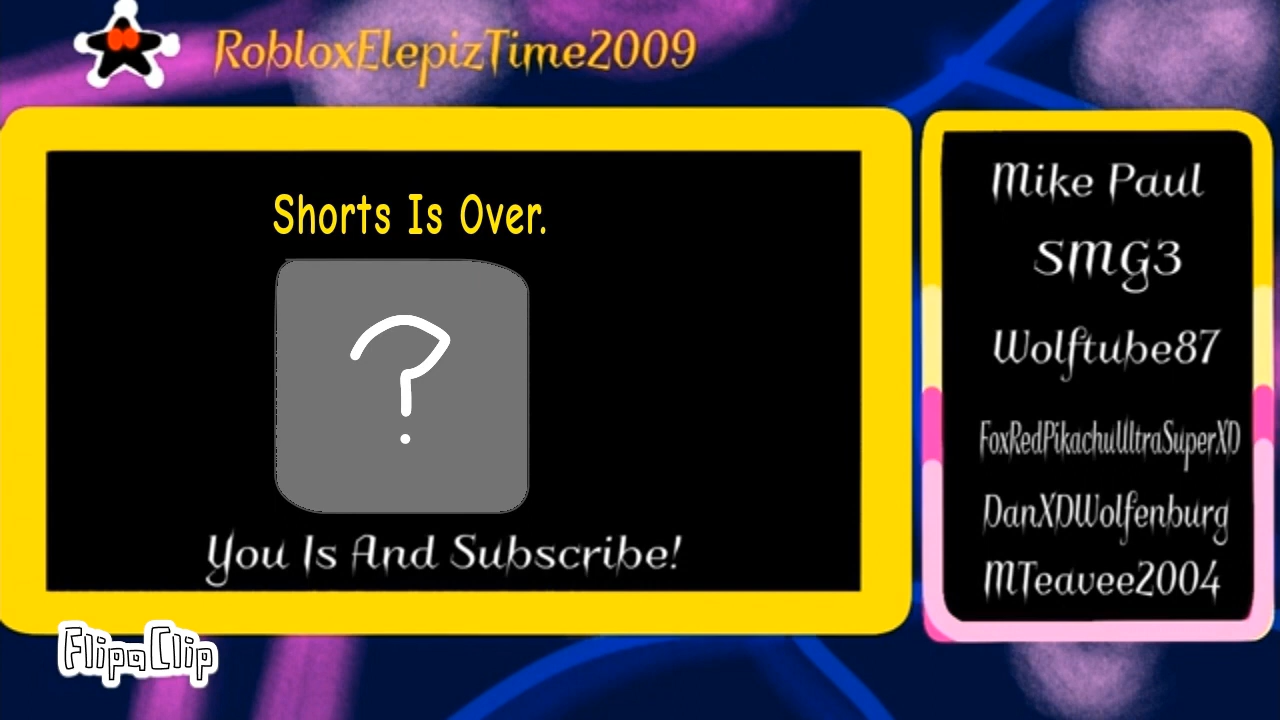 RobloxElepizTime2009
Shorts Is Over.
?
You Is And Subscribe!
Mike Paul
SMG3
Wolftube87
FoxRedPikachuUltraSuperXD
DanXDWolfenburg
MTeavee2004
FlipaClip